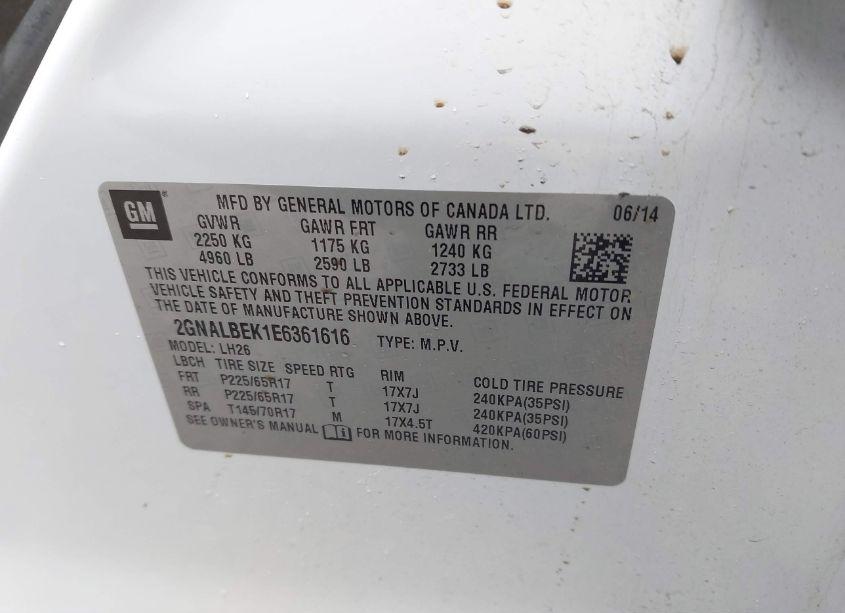 GM
MFD BY GENERAL MOTORS OF CANADA LTD. 06/14
GVWR GAWR FRT GAWR RR
2250 KG 1175 KG 1240 KG
4960 LB 2590 LB 2733 LB
THIS VEHICLE CONFORMS TO ALL APPLICABLE U.S. FEDERAL MOTOR
VEHICLE SAFETY AND THEFT PREVENTION STANDARDS IN EFFECT ON
THE DATE OF MANUFACTURE SHOWN ABOVE.
2GNALBEK1E6361616 TYPE: M.P.V.
MODEL: LH26
LBCH TIRE SIZE SPEED RTG RIM COLD TIRE PRESSURE
FRT P225/65R17 T 17X7J 240KPA(35PSI)
RR P225/65R17 T 17X7J 240KPA(35PSI)
SPA T145/70R17 M 17X4.5T 420KPA(60PSI)
SEE OWNER'S MANUAL FOR MORE INFORMATION.